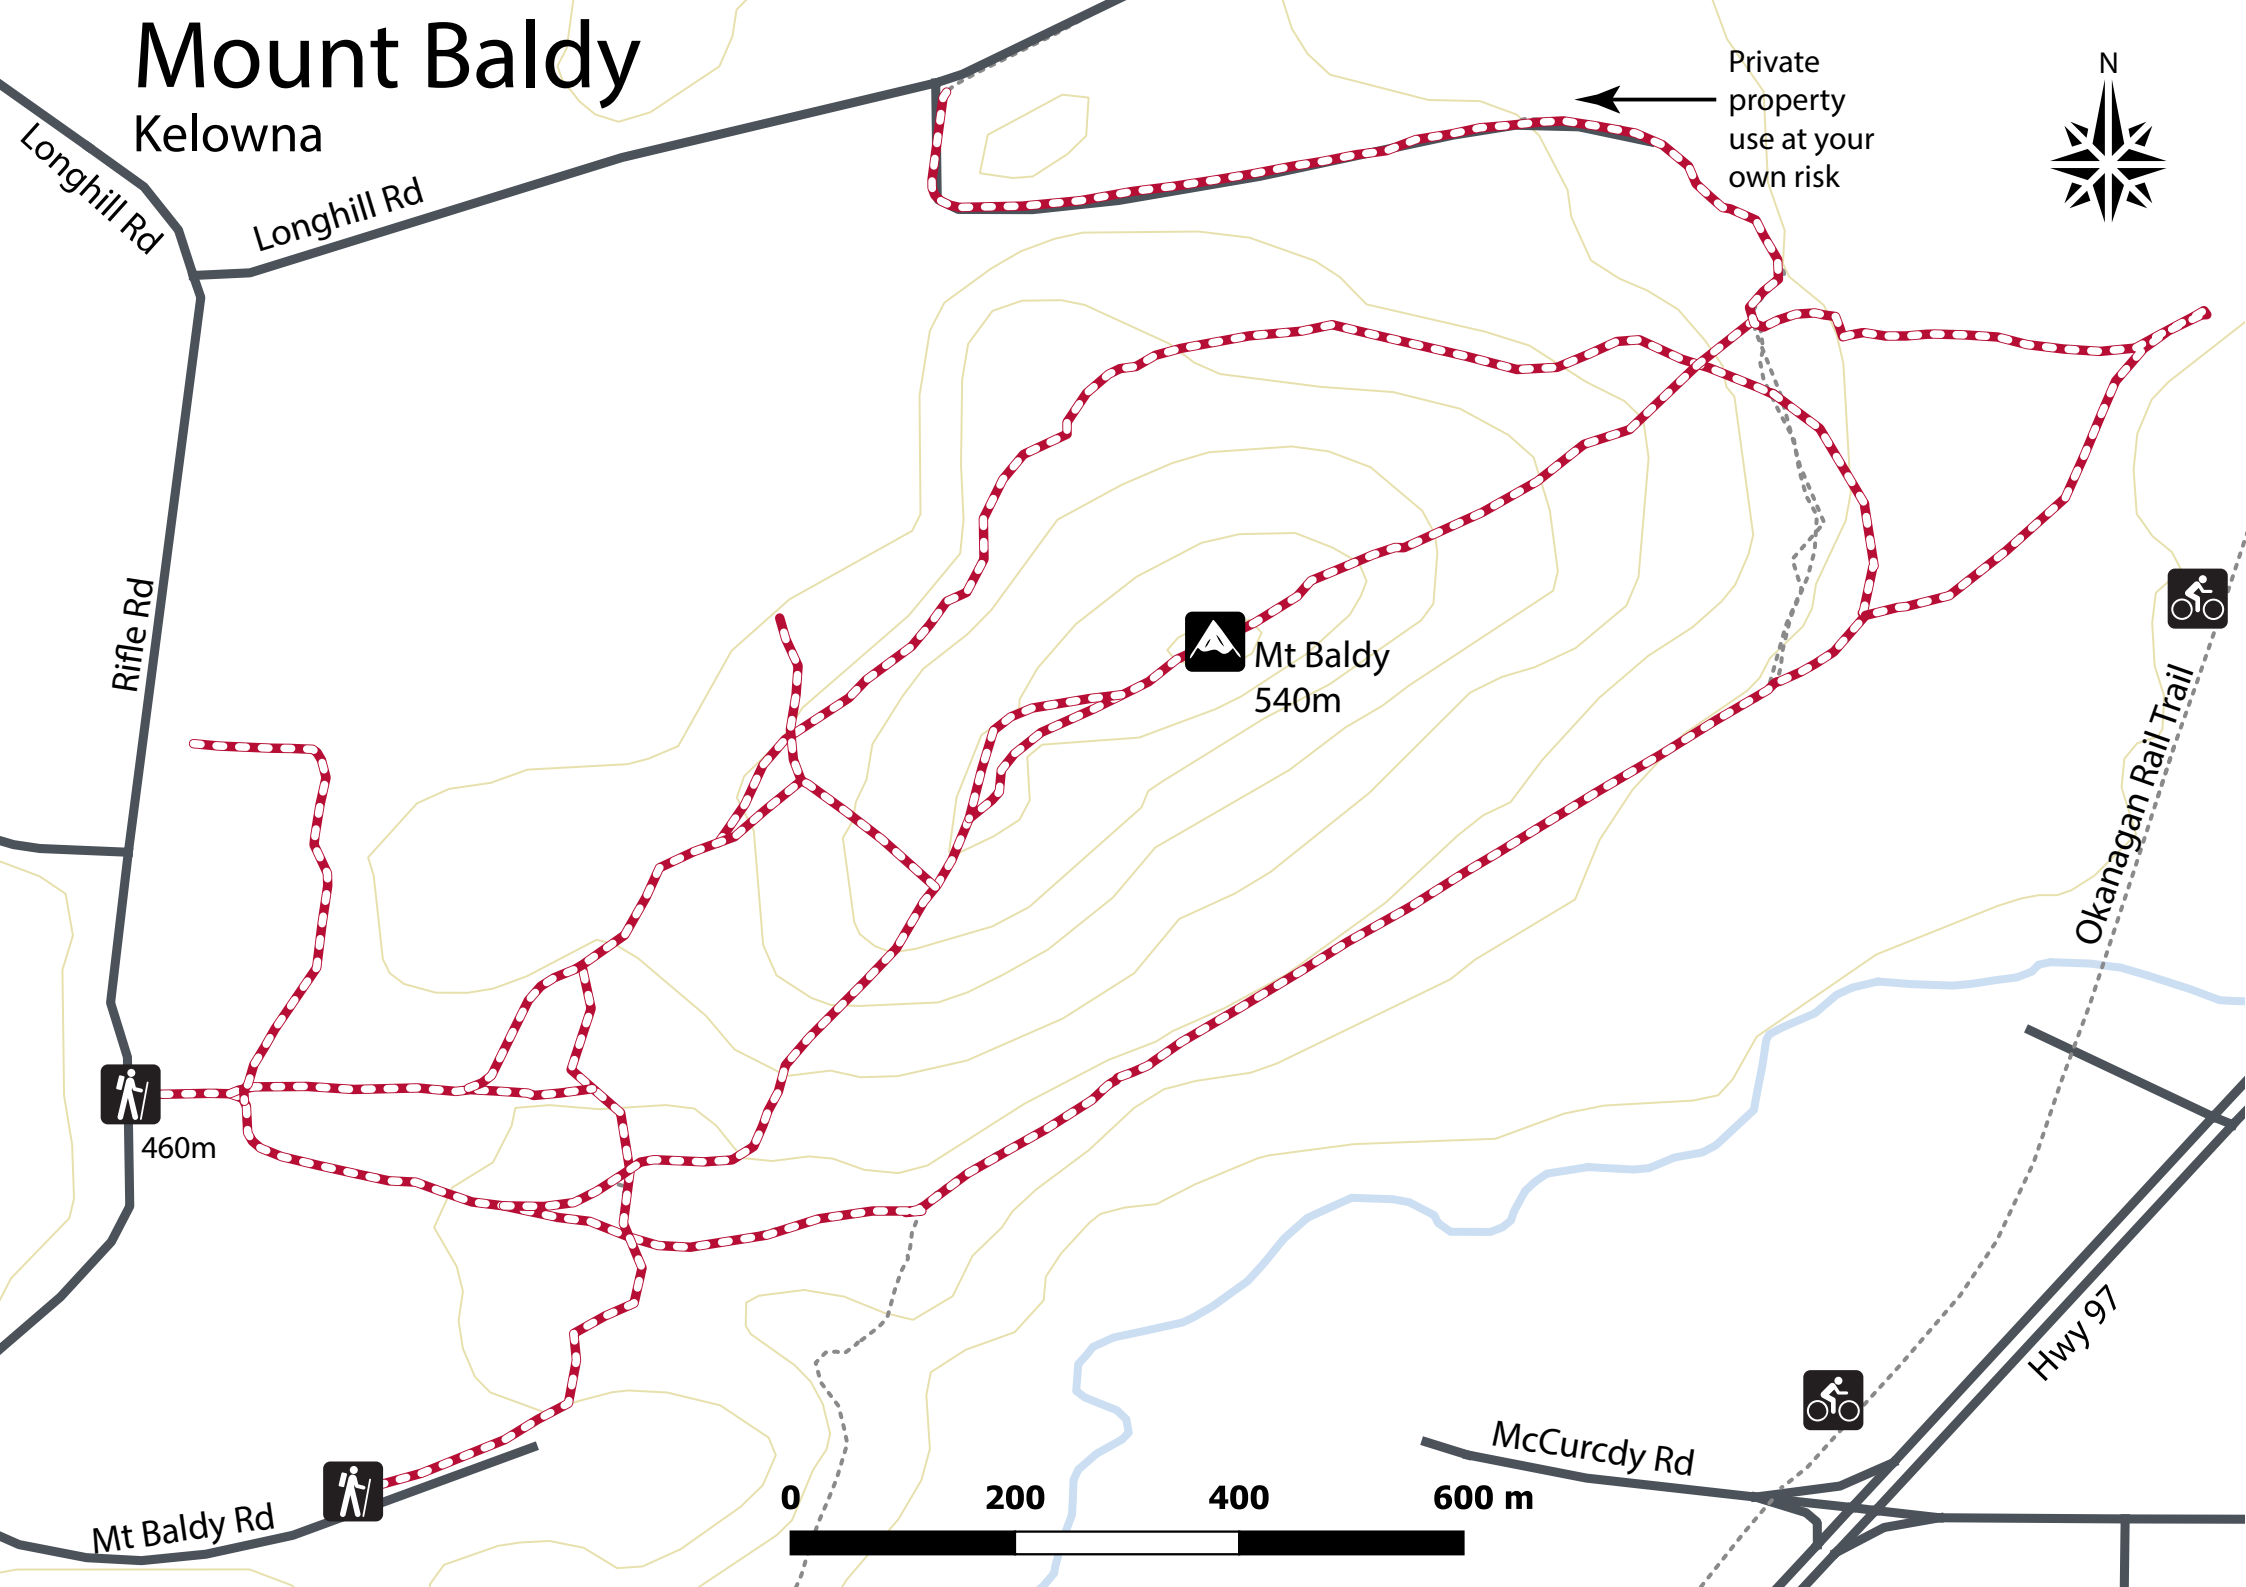 Mount Baldy
Kelowna
Longhill Rd
Longhill Rd
Private
property
use at your
own risk
N
Rifle Rd
Mt Baldy
540m
Okanagan Rail Trail
460m
Hwy 97
McCurcdy Rd
Mt Baldy Rd
0 200 400 600 m